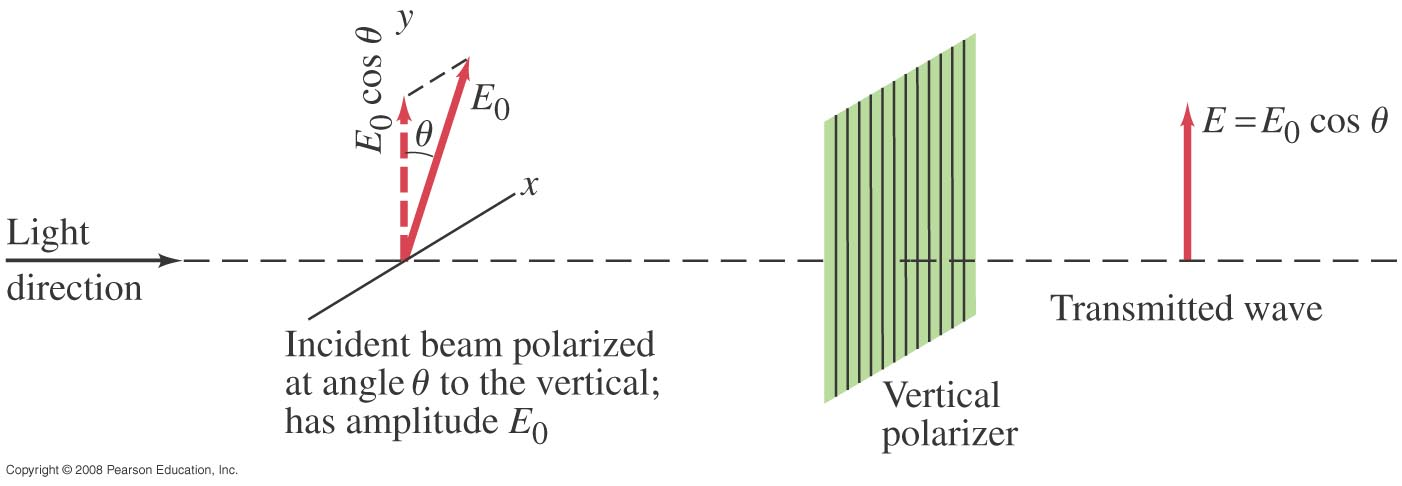 y
E₀ cos θ
E₀
θ
x
E = E₀ cos θ
Light
direction
Incident beam polarized
at angle θ to the vertical;
has amplitude E₀
Transmitted wave
Vertical
polarizer
Copyright © 2008 Pearson Education, Inc.